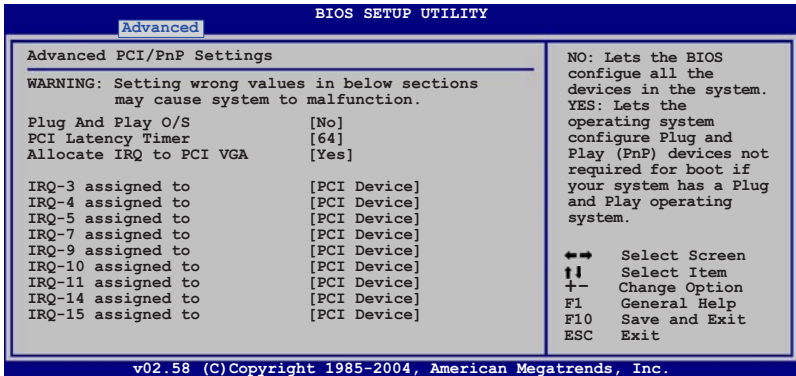 BIOS SETUP UTILITY
Advanced
Advanced PCI/PnP Settings
WARNING: Setting wrong values in below sections
may cause system to malfunction.
Plug And Play O/S [No]
PCI Latency Timer [64]
Allocate IRQ to PCI VGA [Yes]
IRQ-3 assigned to [PCI Device]
IRQ-4 assigned to [PCI Device]
IRQ-5 assigned to [PCI Device]
IRQ-7 assigned to [PCI Device]
IRQ-9 assigned to [PCI Device]
IRQ-10 assigned to [PCI Device]
IRQ-11 assigned to [PCI Device]
IRQ-14 assigned to [PCI Device]
IRQ-15 assigned to [PCI Device]
NO: Lets the BIOS
configue all the
devices in the system.
YES: Lets the
operating system
configure Plug and
Play (PnP) devices not
required for boot if
your system has a Plug
and Play operating
system.
←→ Select Screen
↑↓ Select Item
+- Change Option
F1 General Help
F10 Save and Exit
ESC Exit
v02.58 (C)Copyright 1985-2004, American Megatrends, Inc.